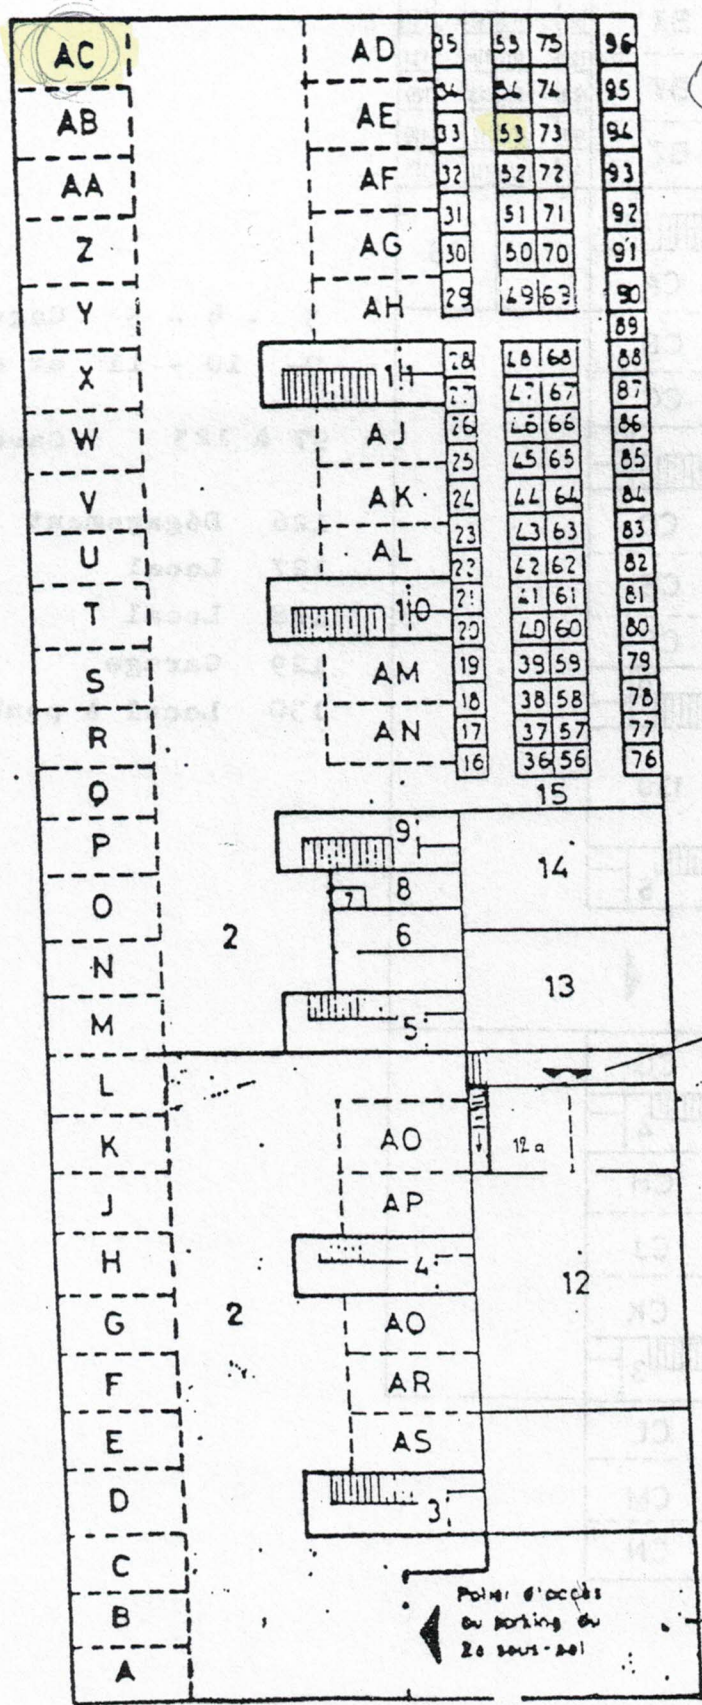 AC AD 35 55 75 96
AB AE 34 54 74 95
33 53 73 94
AA AF 32 52 72 93
31 51 71 92
Z AG 30 50 70 91
Y AH 29 49 69 90
89
X 11 28 48 68 88
27 47 67 87
W AJ 26 46 66 86
25 45 65 85
V AK 24 44 64 84
23 43 63 83
U AL 22 42 62 82
21 41 61 81
T 10 20 40 60 80
S AM 19 39 59 79
18 38 58 78
R AN 17 37 57 77
16 36 56 76
Q 15
P 9 14
O 7 8
2 6
N 13
M 5
L
K AO 12a
J AP
H 4 12
G 2 AQ
F AR
E AS
D 3
C
B
A
Palier d'accès
au parking du
2e sous-sol